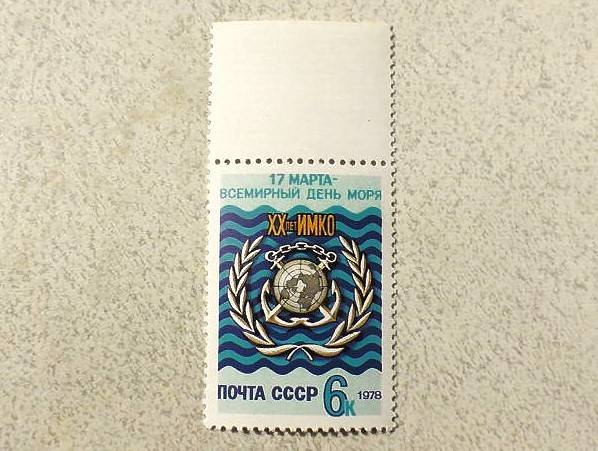 17 МАРТА-
ВСЕМИРНЫЙ ДЕНЬ МОРЯ
XX ЛЕТ ИМКО
ПОЧТА СССР 6К 1978